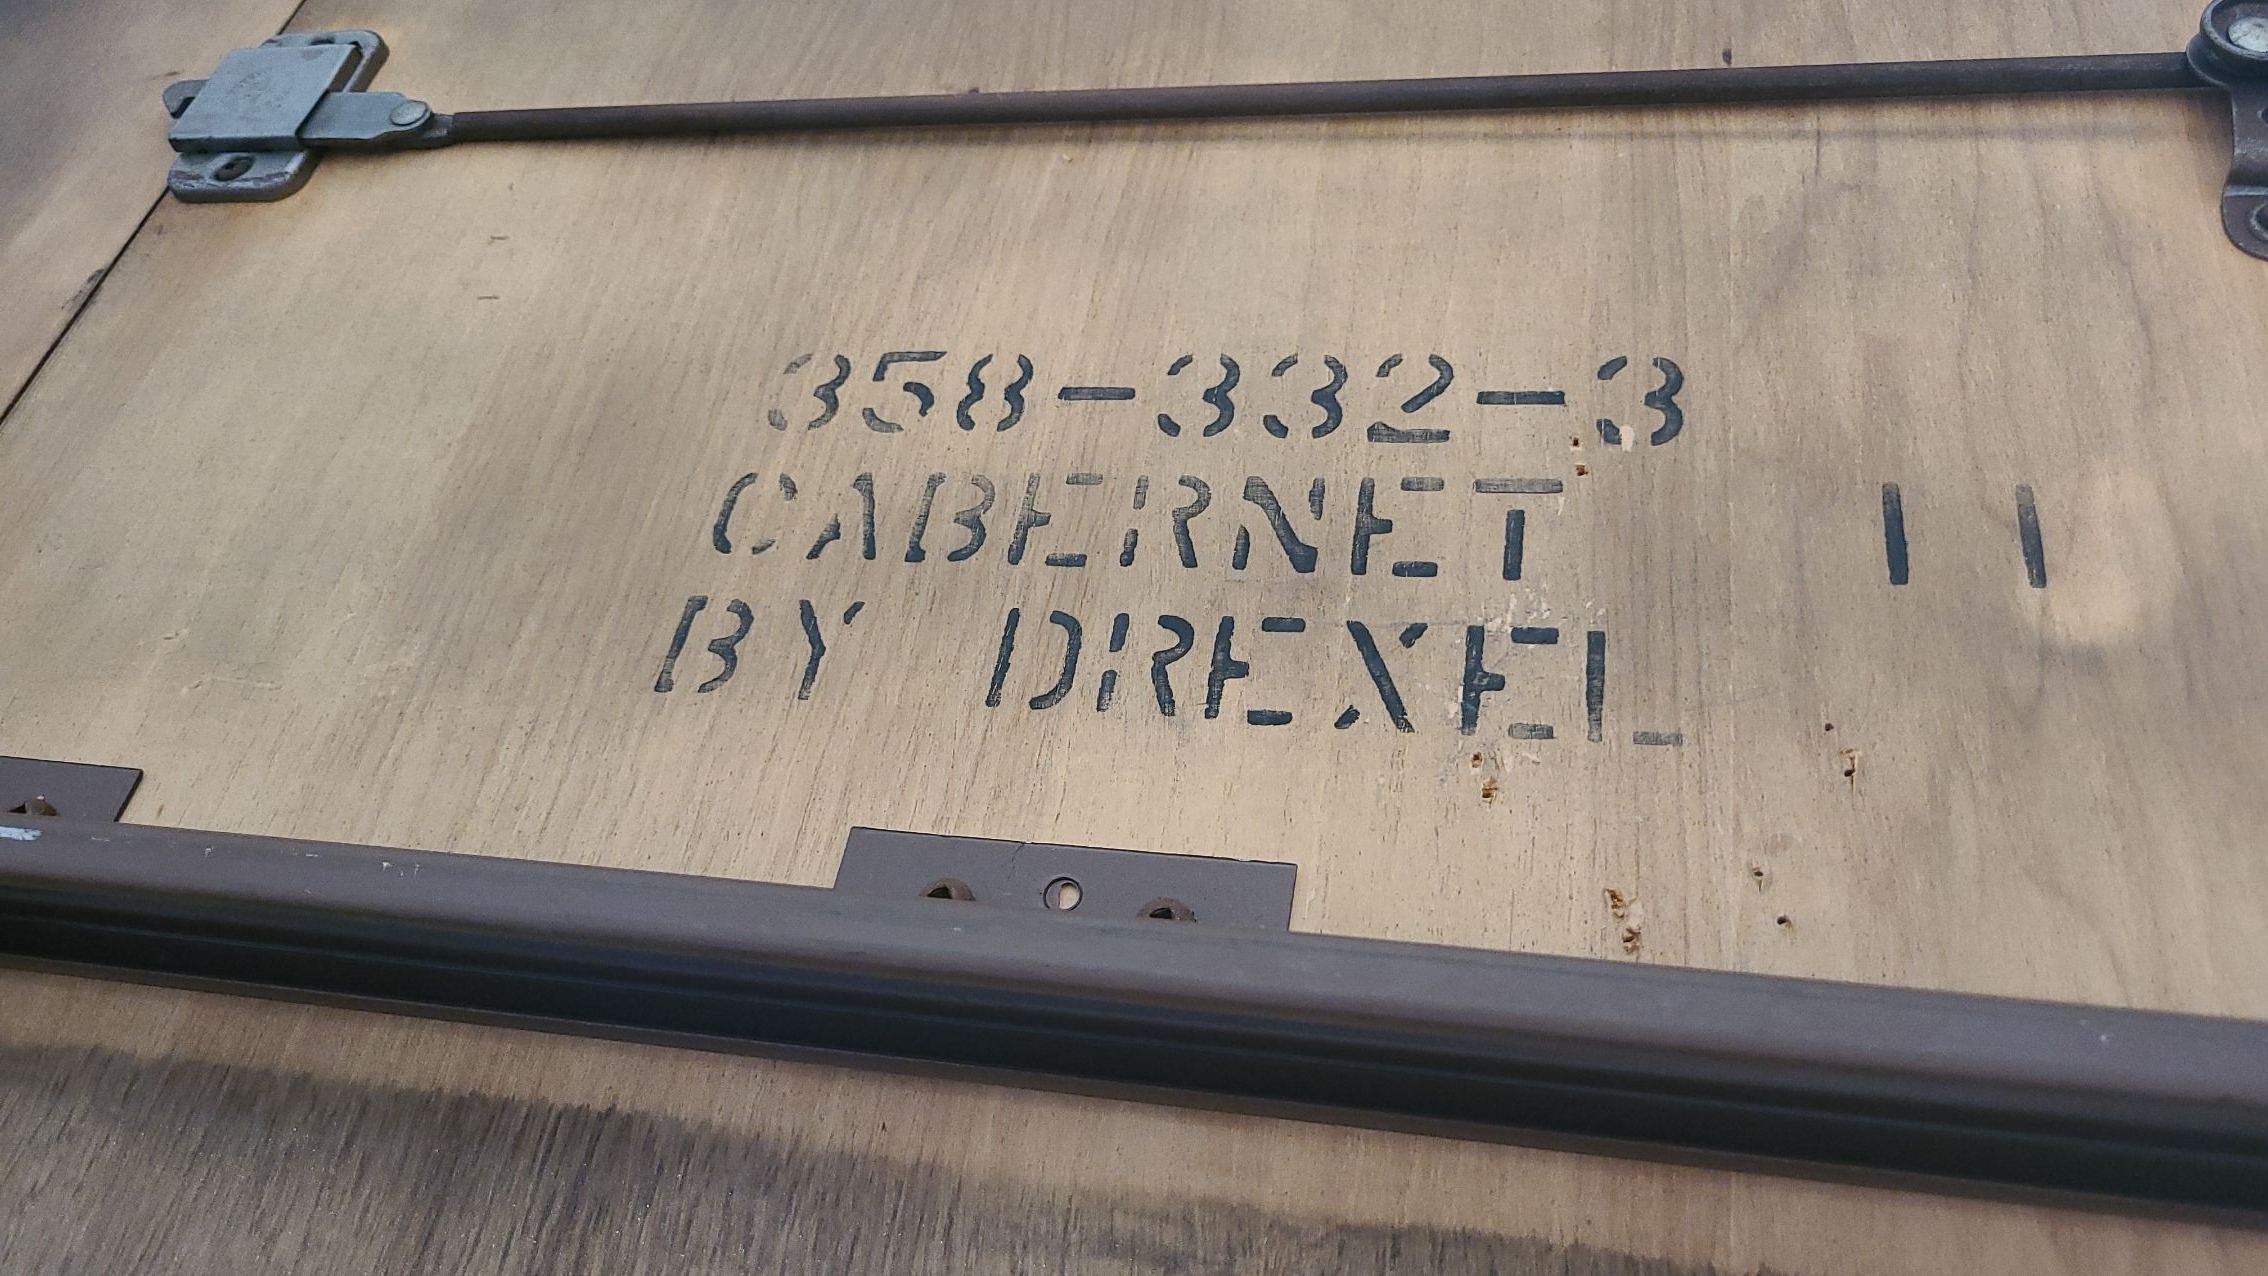 358-332-3
CABERNET II
BY DREXEL